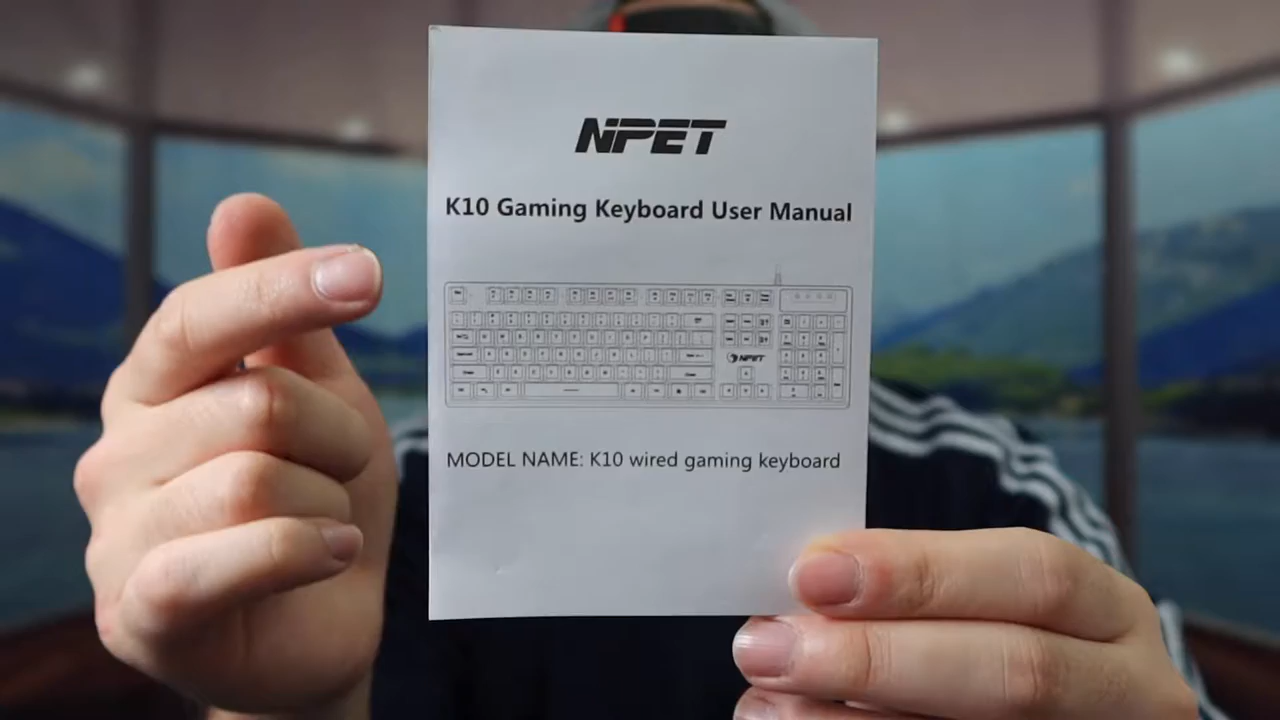 NPET
K10 Gaming Keyboard User Manual
NPET
MODEL NAME: K10 wired gaming keyboard